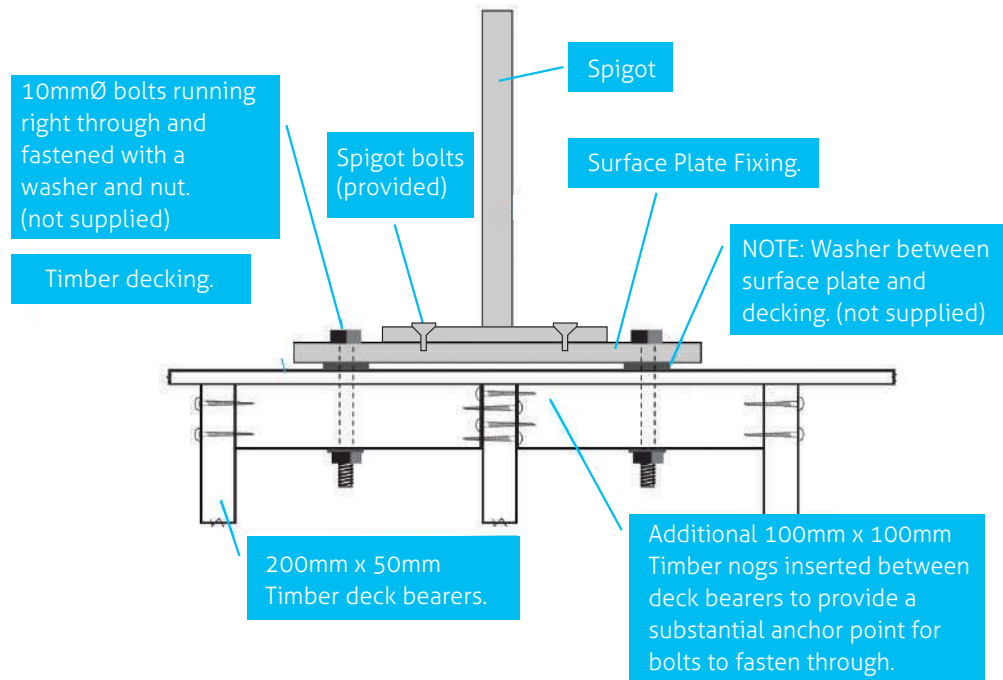 Spigot
10mmØ bolts running
right through and
fastened with a
washer and nut.
(not supplied)
Spigot bolts
(provided)
Surface Plate Fixing.
NOTE: Washer between
surface plate and
decking. (not supplied)
Timber decking.
200mm x 50mm
Timber deck bearers.
Additional 100mm x 100mm
Timber nogs inserted between
deck bearers to provide a
substantial anchor point for
bolts to fasten through.